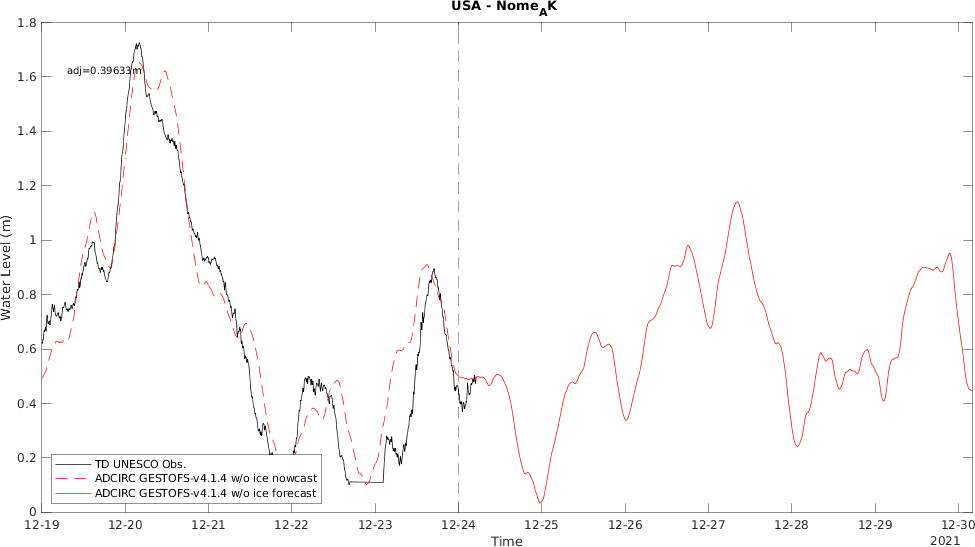 USA - Nome_AK
1.8
adj=0.39633m
1.6
1.4
1.2
1
0.8
0.6
0.4
0.2
0
Water Level (m)
TD UNESCO Obs.
ADCIRC GESTOFS-v4.1.4 w/o ice nowcast
ADCIRC GESTOFS-v4.1.4 w/o ice forecast
12-19 12-20 12-21 12-22 12-23 12-24 12-25 12-26 12-27 12-28 12-29 12-30
Time
2021